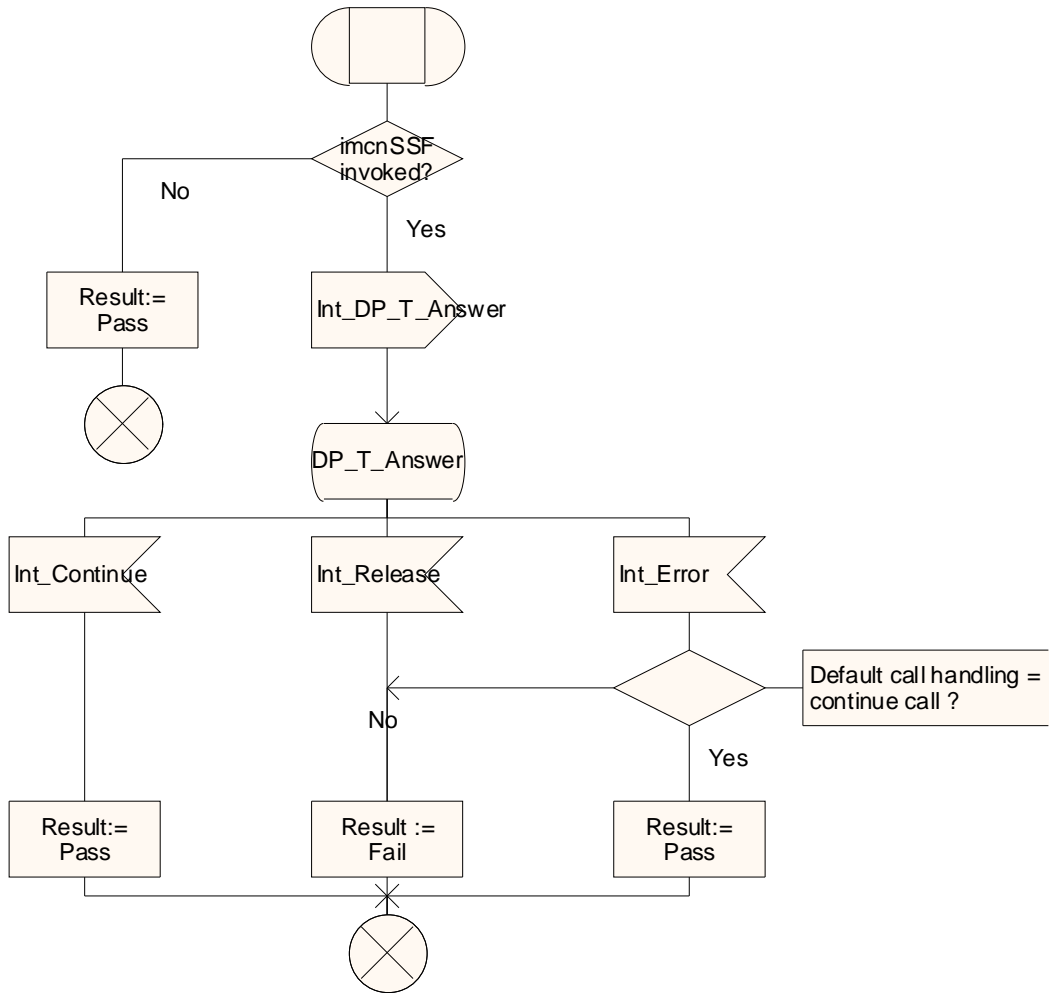 imcnSSF
invoked?
No
Yes
Result:=
Pass
Int_DP_T_Answer
DP_T_Answer
Int_Continue
Int_Release
Int_Error
Default call handling =
continue call ?
No
Yes
Result:=
Pass
Result :=
Fail
Result:=
Pass